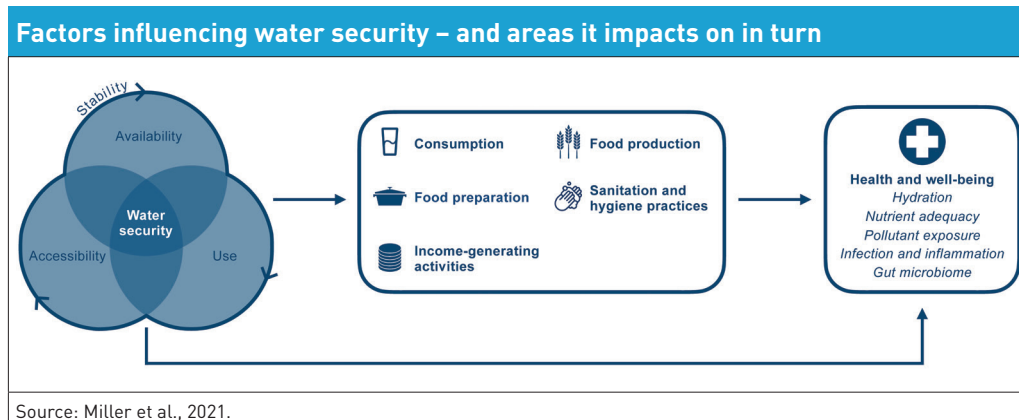 Factors influencing water security – and areas it impacts on in turn
Stability
Availability
Water
security
Accessibility
Use
Consumption
Food production
Food preparation
Sanitation and
hygiene practices
Income-generating
activities
Health and well-being
Hydration
Nutrient adequacy
Pollutant exposure
Infection and inflammation
Gut microbiome
Source: Miller et al., 2021.